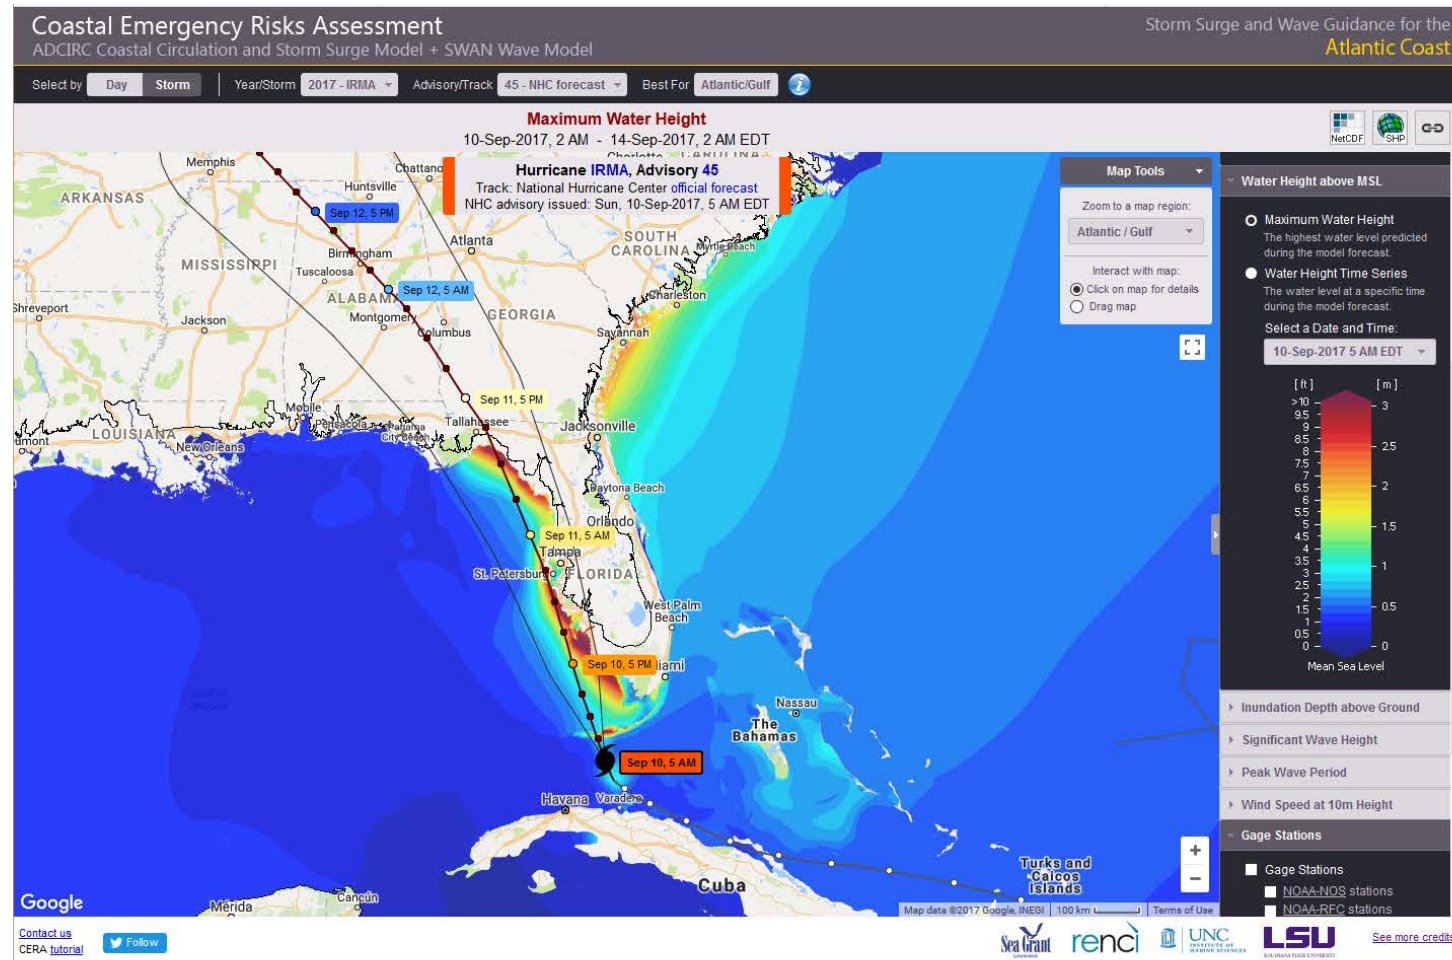 Coastal Emergency Risks Assessment
ADCIRC Coastal Circulation and Storm Surge Model + SWAN Wave Model
Storm Surge and Wave Guidance for the
Atlantic Coast
Select by Day Storm Year/Storm 2017 - IRMA Advisory/Track 45 - NHC forecast Best For Atlantic/Gulf
Maximum Water Height
10-Sep-2017, 2 AM - 14-Sep-2017, 2 AM EDT
NetCDF SHP
Hurricane IRMA, Advisory 45
Track: National Hurricane Center official forecast
NHC advisory issued: Sun, 10-Sep-2017, 5 AM EDT
Map Tools
Zoom to a map region:
Atlantic / Gulf
Interact with map:
Click on map for details
Drag map
Memphis
Huntsville
ARKANSAS
Sep 12, 5 PM
Atlanta
SOUTH
CAROLINA
Myrtle Beach
Birmingham
MISSISSIPPI
Tuscaloosa
Sep 12, 5 AM
ALABAMA
Charleston
Shreveport
Jackson
Montgomery
GEORGIA
Columbus
Savannah
Sep 11, 5 PM
Mobile
Pensacola
Panama
City Beach
Tallahassee
Jacksonville
LOUISIANA
New Orleans
Daytona Beach
Orlando
Sep 11, 5 AM
Tampa
St. Petersburg
FLORIDA
West Palm
Beach
Sep 10, 5 PM
Miami
Nassau
The
Bahamas
Sep 10, 5 AM
Havana
Varadero
Turks and
Caicos
Islands
Cuba
Cancún
Mérida
Google
Map data ©2017 Google, INEGI 100 km Terms of Use
Water Height above MSL
Maximum Water Height
The highest water level predicted
during the model forecast.
Water Height Time Series
The water level at a specific time
during the model forecast.
Select a Date and Time:
10-Sep-2017 5 AM EDT
[ft] [m]
>10
9.5 3
9
8.5
8 2.5
7.5
7
6.5 2
6
5.5
5 1.5
4.5
4
3.5 1
3
2.5
2
1.5 0.5
1
0.5
0 0
Mean Sea Level
Inundation Depth above Ground
Significant Wave Height
Peak Wave Period
Wind Speed at 10m Height
Gage Stations
Gage Stations
NOAA-NOS stations
NOAA-RFC stations
Contact us
CERA tutorial
Follow
Sea Grant
renci
UNC
INSTITUTE OF
MARINE SCIENCES
LSU
LOUISIANA STATE UNIVERSITY
See more credits